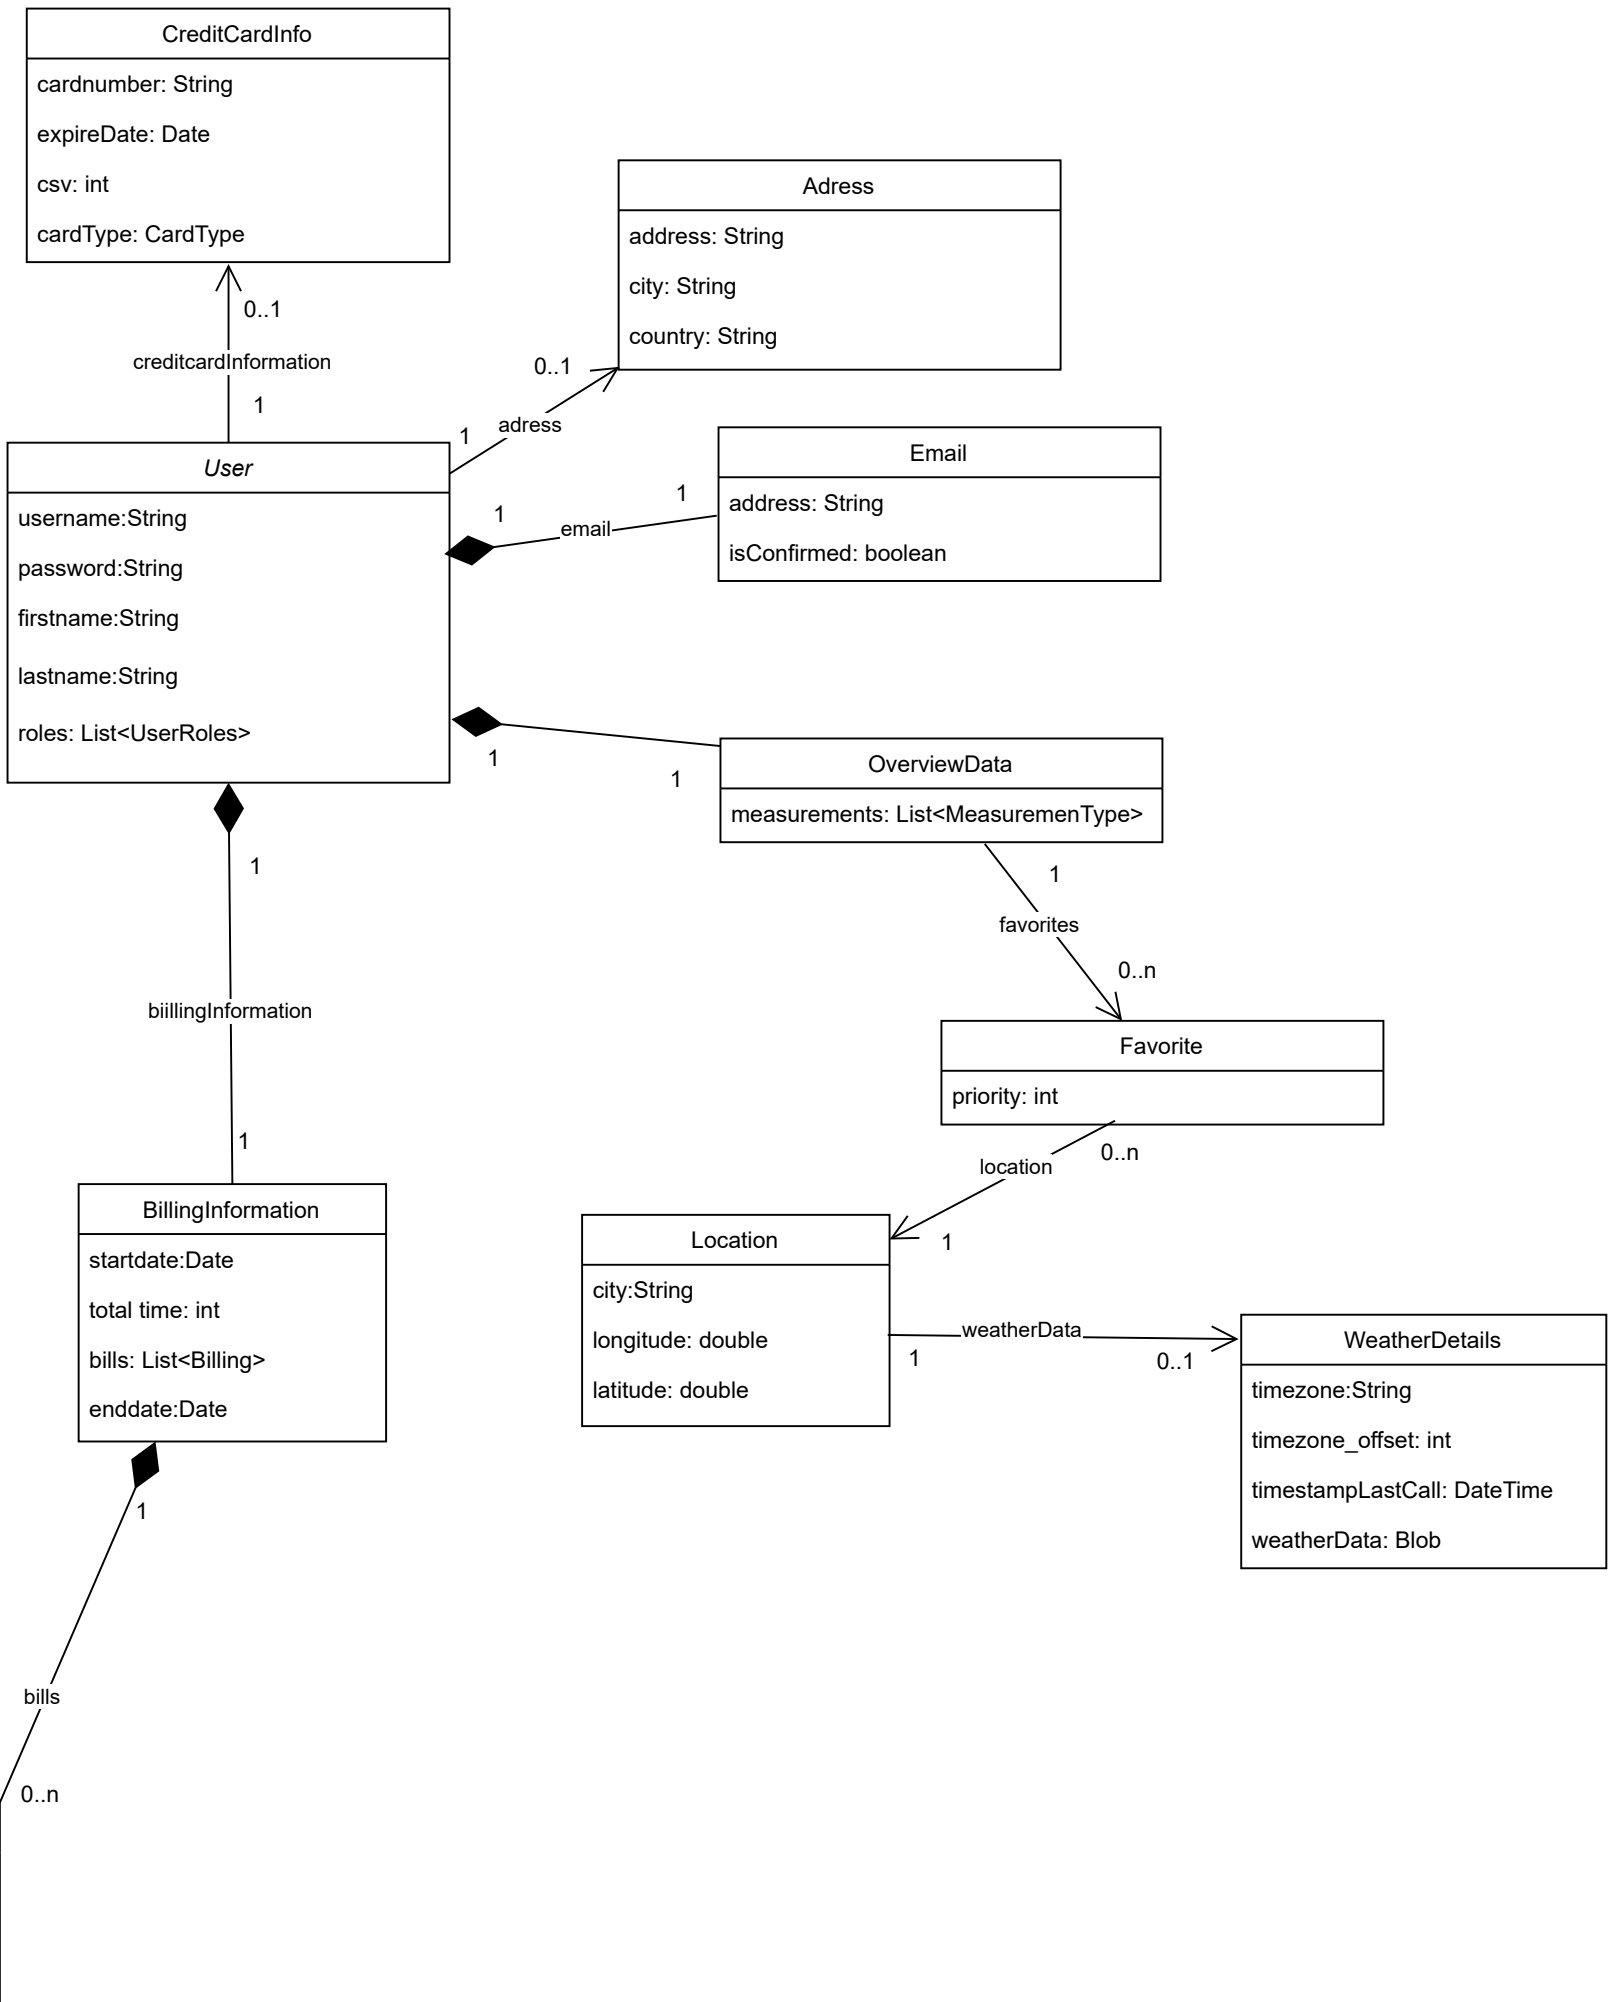 CreditCardInfo
cardnumber: String
expireDate: Date
csv: int
cardType: CardType
0..1
creditcardInformation
1
Adress
address: String
city: String
country: String
0..1
adress
1
User
username:String
password:String
firstname:String
lastname:String
roles: List<UserRoles>
1
email
1
Email
address: String
isConfirmed: boolean
1
1
OverviewData
measurements: List<MeasuremenType>
1
favorites
0..n
Favorite
priority: int
0..n
location
1
1
biillingInformation
1
BillingInformation
startdate:Date
total time: int
bills: List<Billing>
enddate:Date
1
bills
0..n
Location
city:String
longitude: double
latitude: double
1
weatherData
0..1
WeatherDetails
timezone:String
timezone_offset: int
timestampLastCall: DateTime
weatherData: Blob